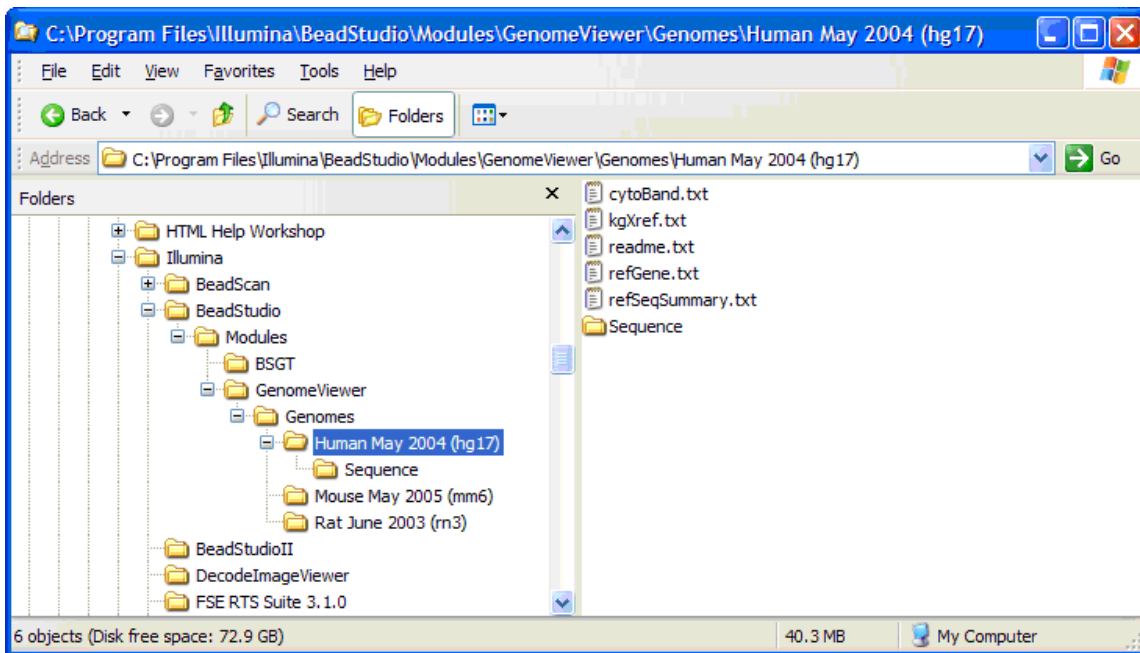 C:\Program Files\Illumina\BeadStudio\Modules\GenomeViewer\Genomes\Human May 2004 (hg17)
File Edit View Favorites Tools Help
Back Search Folders
Address C:\Program Files\Illumina\BeadStudio\Modules\GenomeViewer\Genomes\Human May 2004 (hg17) Go
Folders
HTML Help Workshop
Illumina
BeadScan
BeadStudio
Modules
BSGT
GenomeViewer
Genomes
Human May 2004 (hg17)
Sequence
Mouse May 2005 (mm6)
Rat June 2003 (rn3)
BeadStudioII
DecodeImageViewer
FSE RTS Suite 3.1.0
cytoBand.txt
kgXref.txt
readme.txt
refGene.txt
refSeqSummary.txt
Sequence
6 objects (Disk free space: 72.9 GB) 40.3 MB My Computer